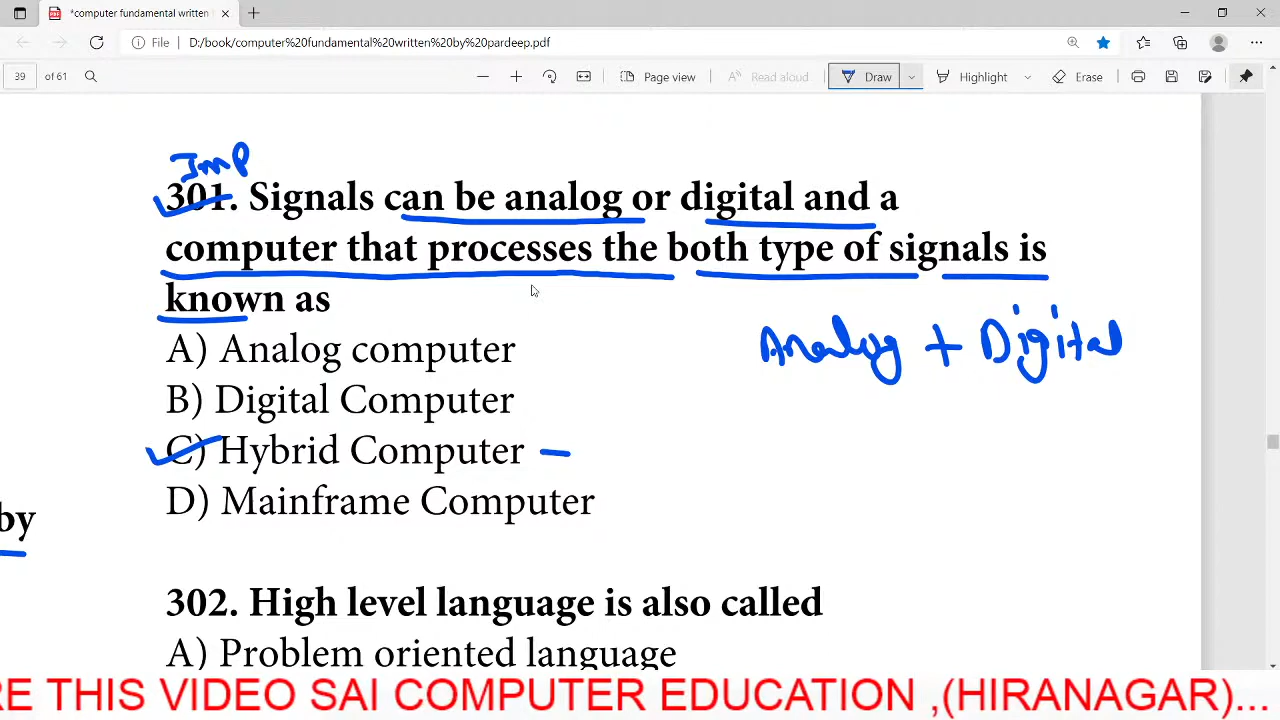 *computer fundamental written
File D:/book/computer%20fundamental%20written%20by%20pardeep.pdf
39 of 61 Page view Read aloud Draw Highlight Erase
Imp
301. Signals can be analog or digital and a
computer that processes the both type of signals is
known as
A) Analog computer
Analog + Digital
B) Digital Computer
C) Hybrid Computer -
D) Mainframe Computer
by
302. High level language is also called
A) Problem oriented language
RE THIS VIDEO SAI COMPUTER EDUCATION ,(HIRANAGAR)...